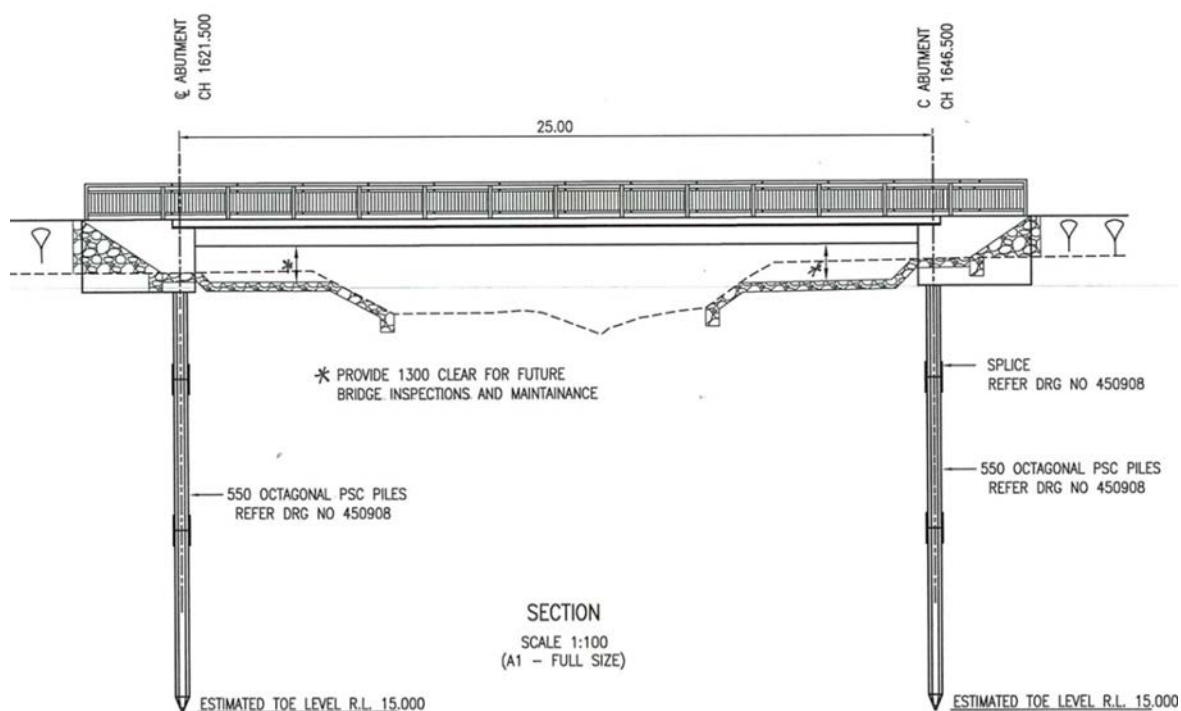 ℄ ABUTMENT
CH 1621.500
C ABUTMENT
CH 1646.500
25.00
* PROVIDE 1300 CLEAR FOR FUTURE
BRIDGE INSPECTIONS AND MAINTAINANCE
SPLICE
REFER DRG NO 450908
550 OCTAGONAL PSC PILES
REFER DRG NO 450908
550 OCTAGONAL PSC PILES
REFER DRG NO 450908
SECTION
SCALE 1:100
(A1 - FULL SIZE)
ESTIMATED TOE LEVEL R.L. 15.000
ESTIMATED TOE LEVEL R.L. 15.000